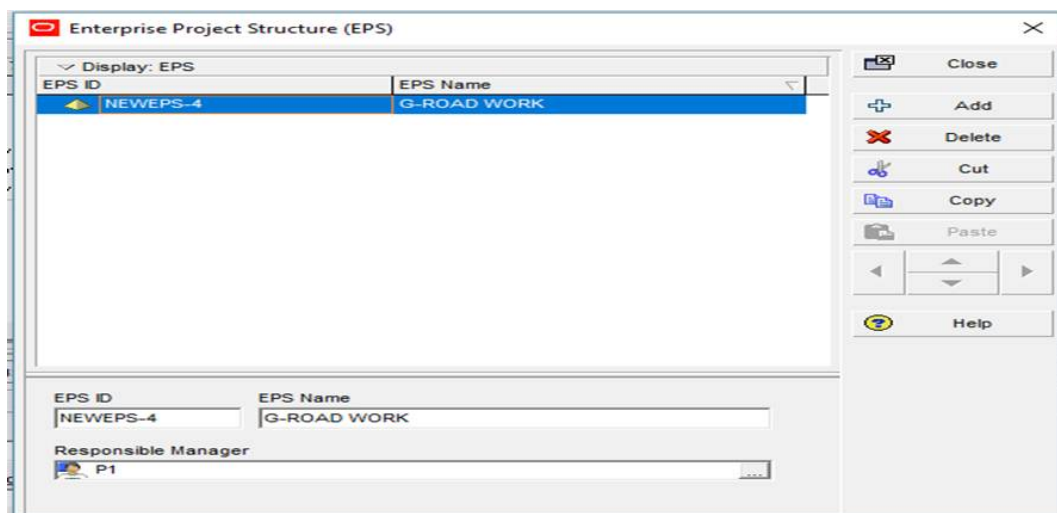 Enterprise Project Structure (EPS)
Display: EPS
EPS ID EPS Name
NEWEPS-4 G-ROAD WORK
Close
Add
Delete
Cut
Copy
Paste
Help
EPS ID EPS Name
NEWEPS-4 G-ROAD WORK
Responsible Manager
P1 ...